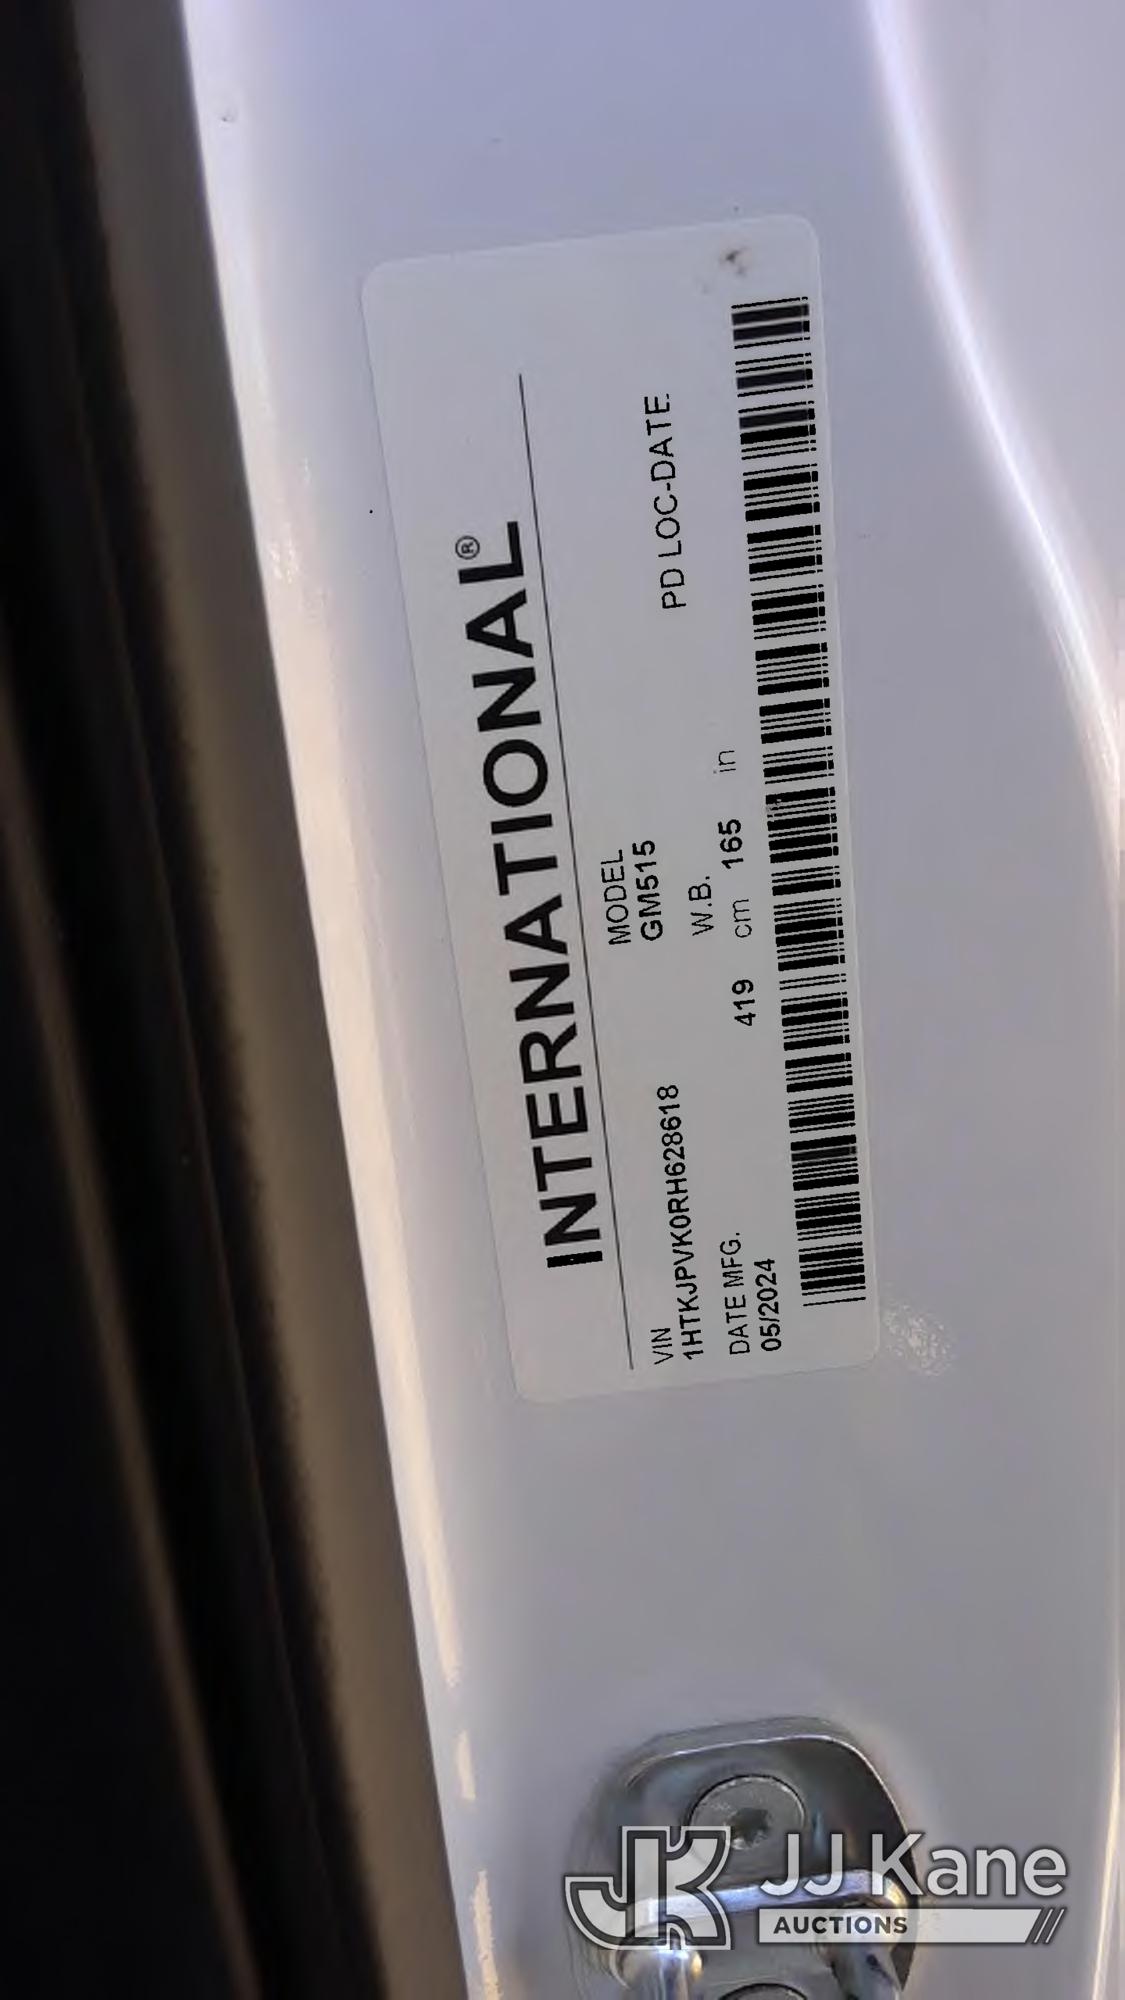 INTERNATIONAL®
VIN
1HTKJPVK0RH628618
MODEL
GM515
DATE MFG.
05/2024
W.B.
419 cm 165 in
PD LOC-DATE
JK JJ Kane
AUCTIONS